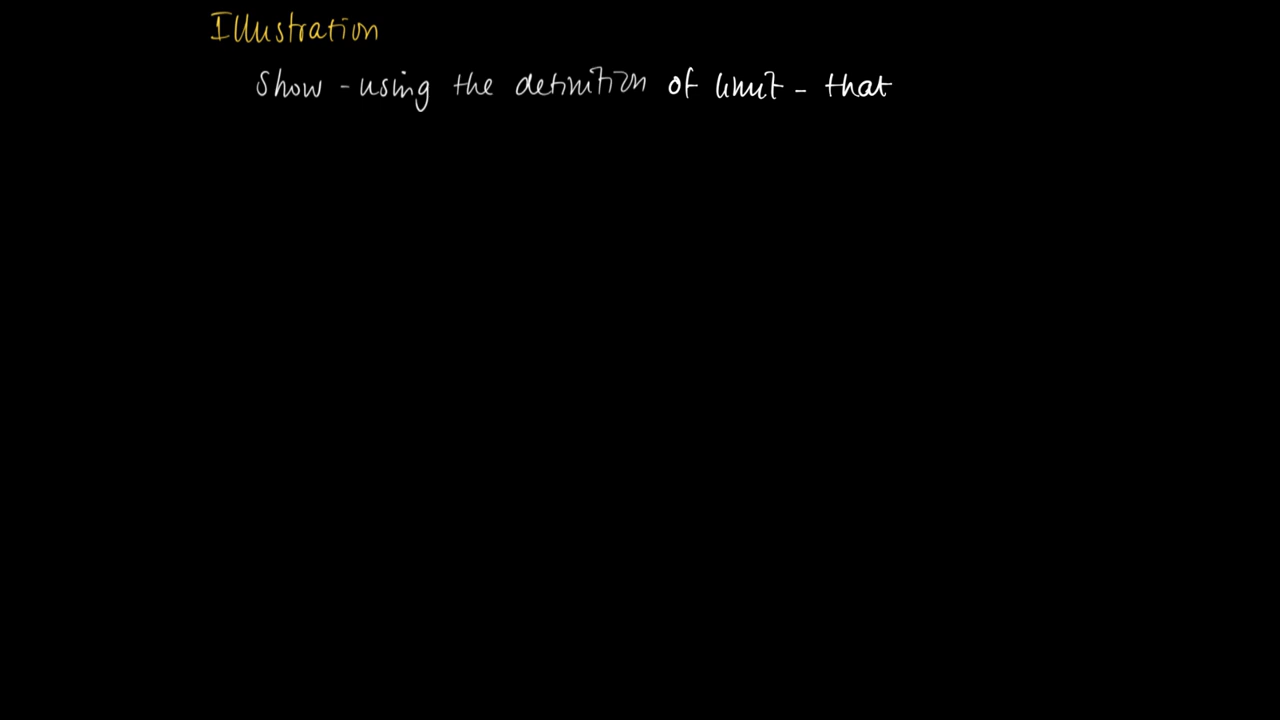 Illustration
Show - using the definition of limit - that